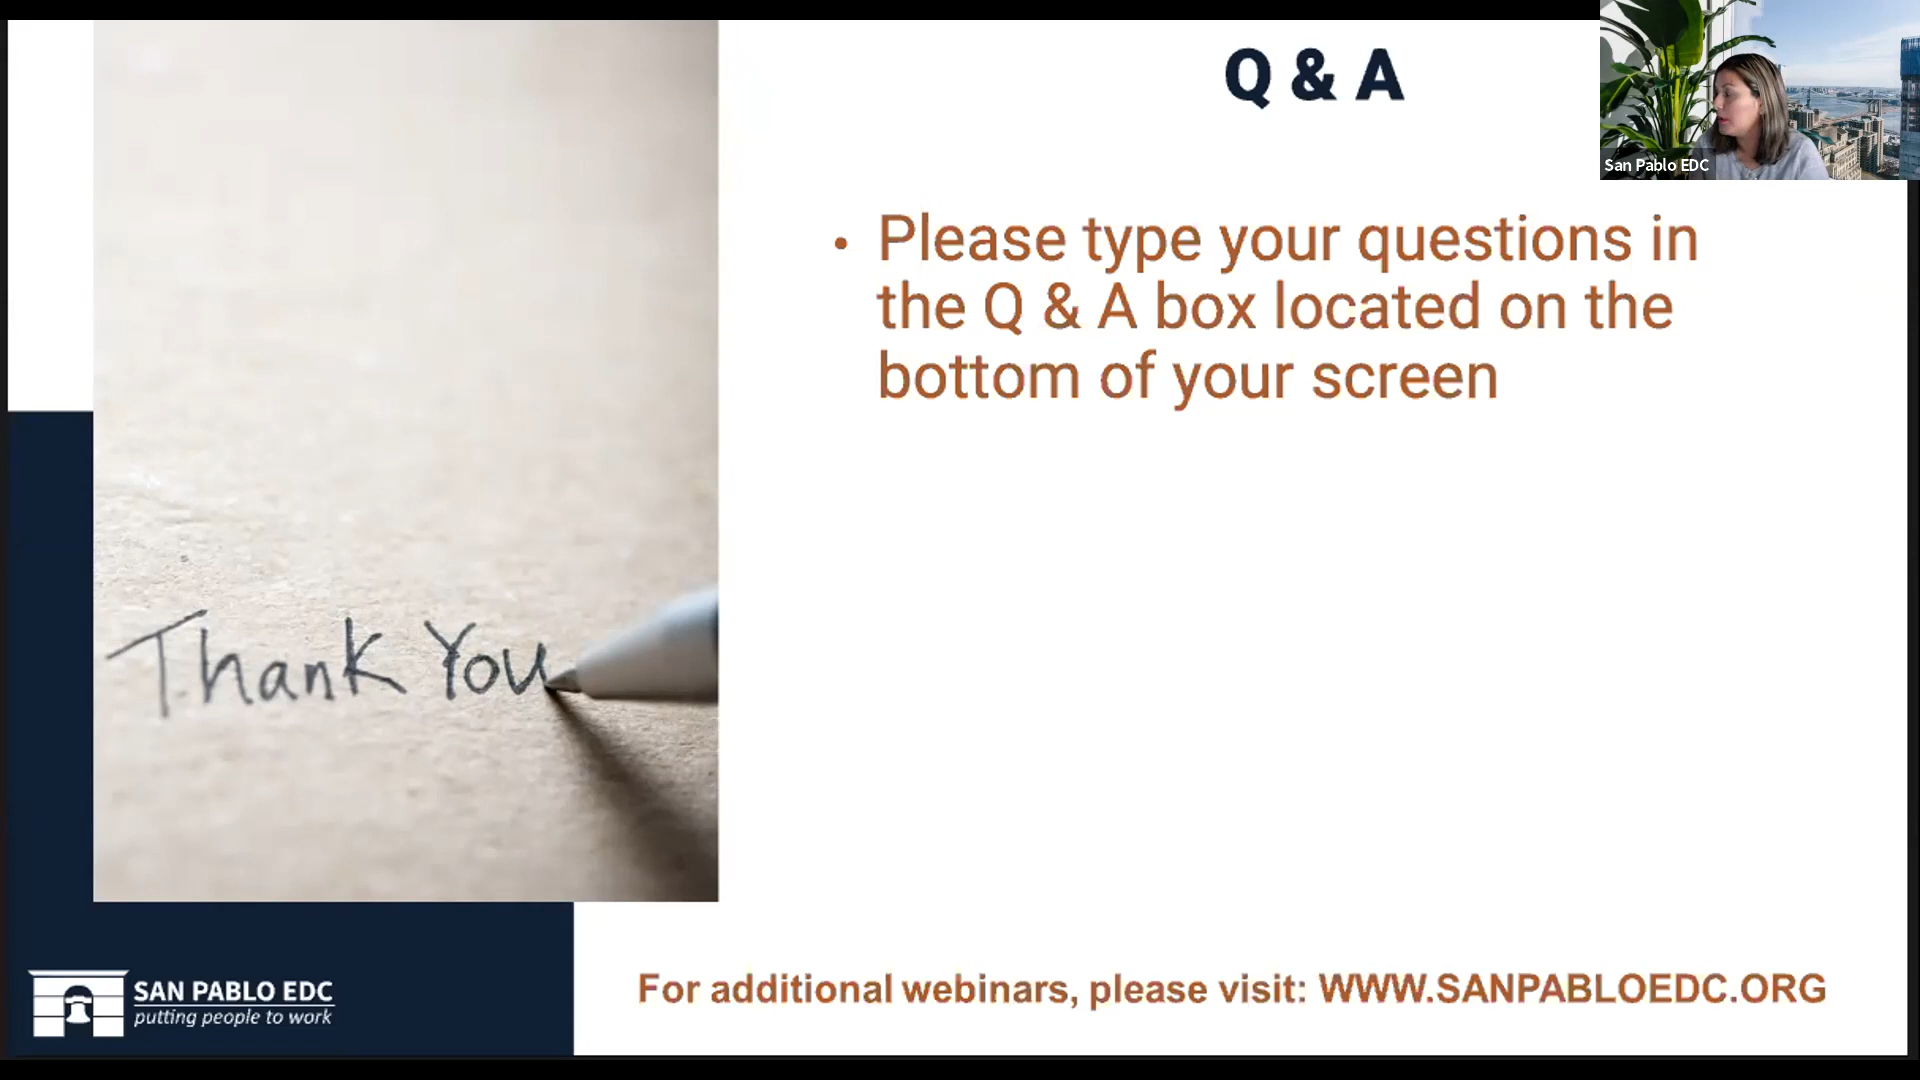 Q & A
San Pablo EDC
• Please type your questions in
the Q & A box located on the
bottom of your screen
Thank You
SAN PABLO EDC
putting people to work
For additional webinars, please visit: WWW.SANPABLOEDC.ORG